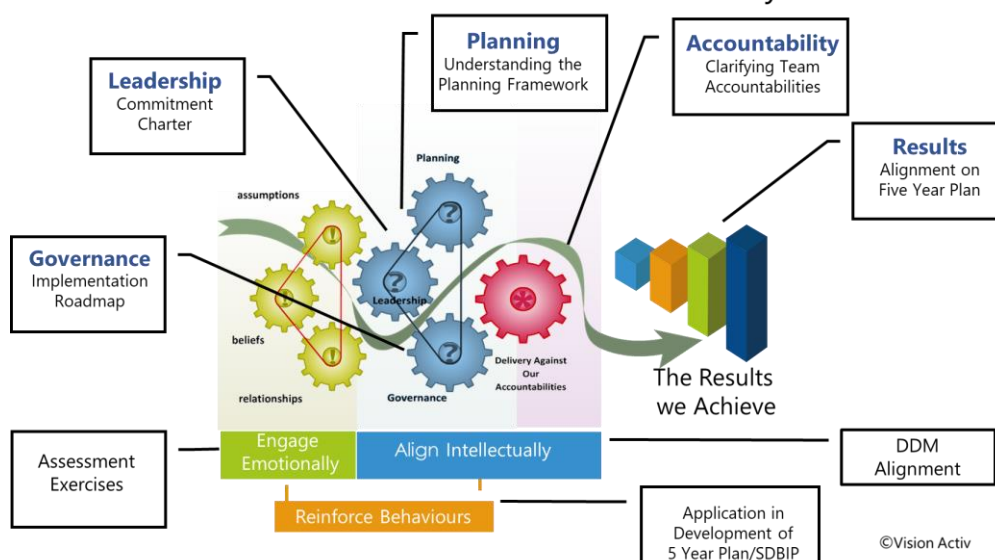 Planning
Understanding the
Planning Framework
Accountability
Clarifying Team
Accountabilities
Leadership
Commitment
Charter
Results
Alignment on
Five Year Plan
Planning
assumptions
?
!
Governance
Implementation
Roadmap
?
Leadership
!
*
beliefs
!
?
Delivery Against
Our
Accountabilities
relationships
Governance
The Results
we Achieve
Assessment
Exercises
Engage
Emotionally
Align Intellectually
DDM
Alignment
Reinforce Behaviours
Application in
Development of
5 Year Plan/SDBIP
©Vision Activ